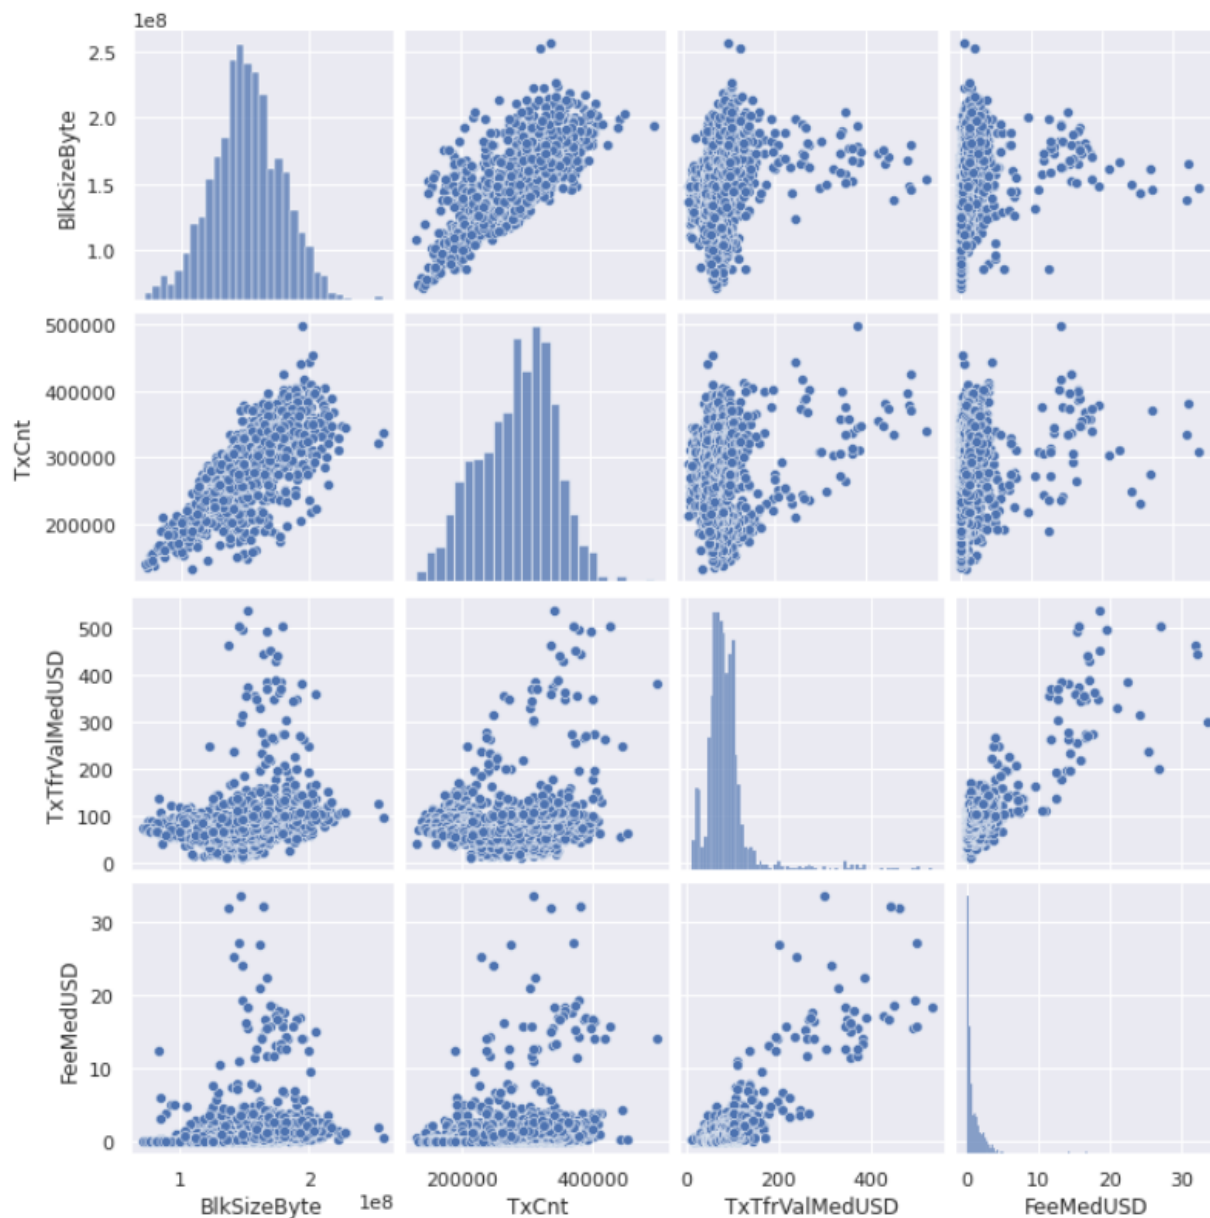 1e8
2.5
2.0
1.5
1.0
BlkSizeByte
500000
400000
300000
200000
TxCnt
500
400
300
200
100
0
TxTfrValMedUSD
30
20
10
0
FeeMedUSD
1 2 200000 400000 0 200 400 0 10 20 30
1e8
BlkSizeByte TxCnt TxTfrValMedUSD FeeMedUSD